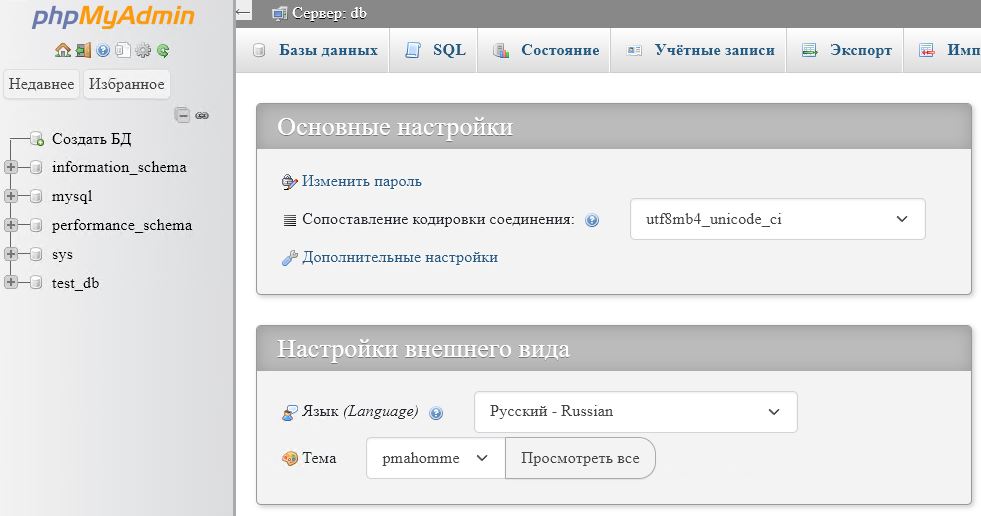 phpMyAdmin
Недавнее Избранное
Создать БД
information_schema
mysql
performance_schema
sys
test_db
Сервер: db
Базы данных SQL Состояние Учётные записи Экспорт Имп
Основные настройки
Изменить пароль
Сопоставление кодировки соединения: utf8mb4_unicode_ci
Дополнительные настройки
Настройки внешнего вида
Язык (Language) Русский - Russian
Тема pmahomme Просмотреть все